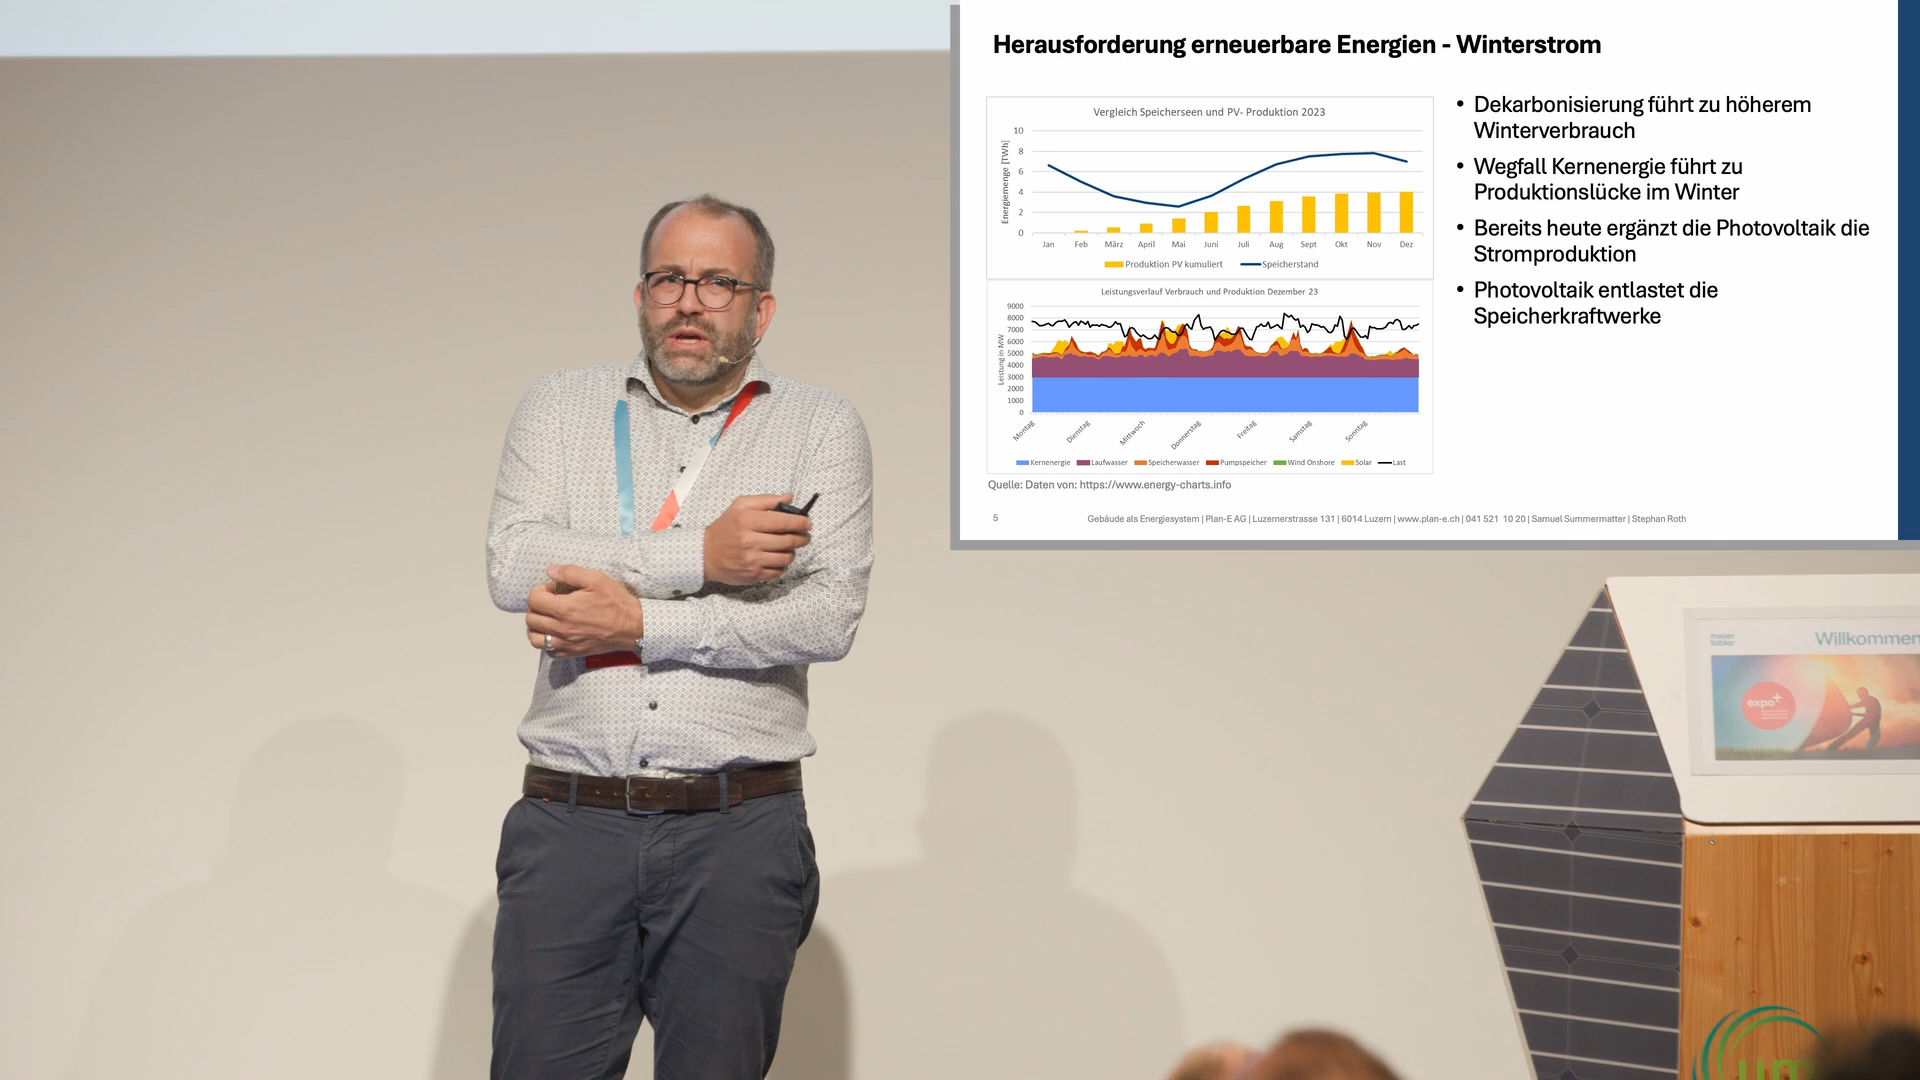 Herausforderung erneuerbare Energien - Winterstrom
Vergleich Speicherseen und PV- Produktion 2023
Energiemenge [TWh]
10
8
6
4
2
0
Jan Feb März April Mai Juni Juli Aug Sept Okt Nov Dez
Produktion PV kumuliert Speicherstand
Leistungsverlauf Verbrauch und Produktion Dezember 23
Leistung in MW
9000
8000
7000
6000
5000
4000
3000
2000
1000
0
Montag Dienstag Mittwoch Donnerstag Freitag Samstag Sonntag
Kernenergie Laufwasser Speicherwasser Pumpspeicher Wind Onshore Solar Last
Quelle: Daten von: https://www.energy-charts.info
• Dekarbonisierung führt zu höherem
Winterverbrauch
• Wegfall Kernenergie führt zu
Produktionslücke im Winter
• Bereits heute ergänzt die Photovoltaik die
Stromproduktion
• Photovoltaik entlastet die
Speicherkraftwerke
5
Gebäude als Energiesystem | Plan-E AG | Luzernerstrasse 131 | 6014 Luzern | www.plan-e.ch | 041 521 10 20 | Samuel Summermatter | Stephan Roth
meier
tobler
Willkommen
expo+